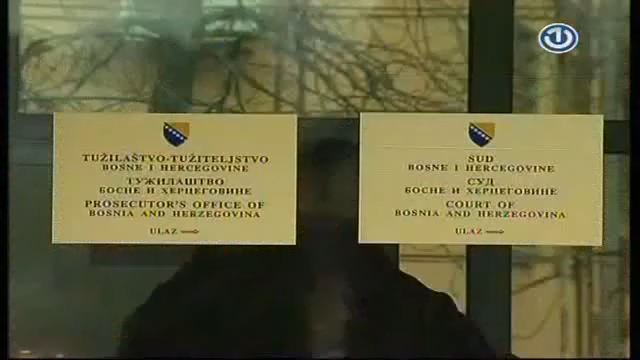 TUŽILAŠTVO-TUŽITELJSTVO
BOSNE I HERCEGOVINE
ТУЖИЛАШТВО
БОСНЕ И ХЕРЦЕГОВИНЕ
PROSECUTOR'S OFFICE OF
BOSNIA AND HERZEGOVINA
ULAZ
SUD
BOSNE I HERCEGOVINE
СУД
БОСНЕ И ХЕРЦЕГОВИНЕ
COURT OF
BOSNIA AND HERZEGOVINA
ULAZ
1